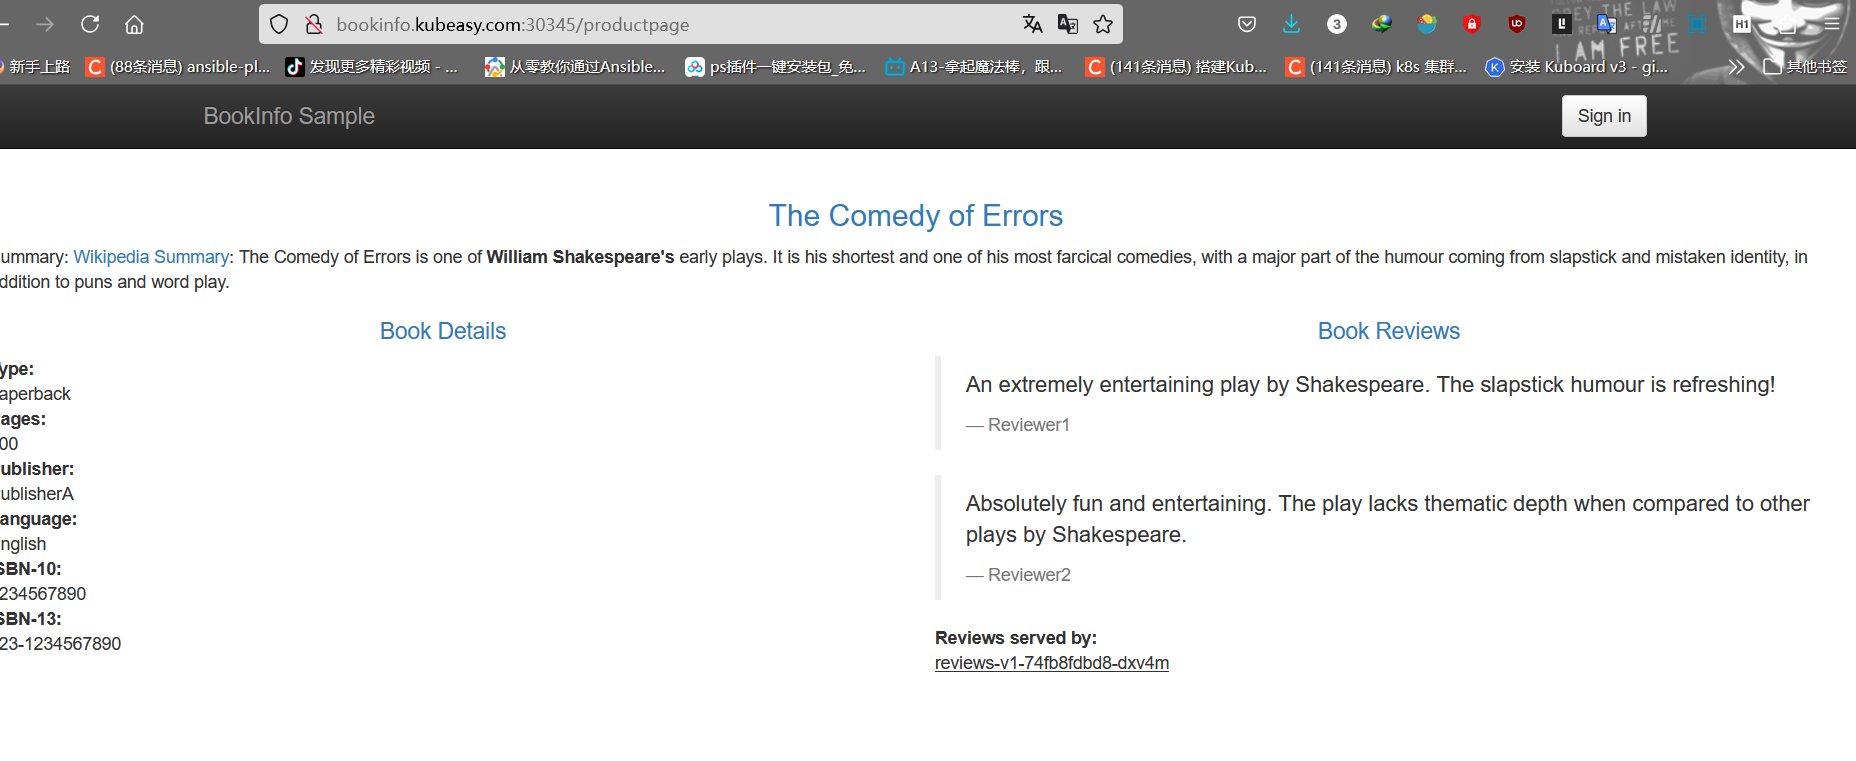 bookinfo.kubeasy.com:30345/productpage
3
H1
新手上路
(88条消息) ansible-pl...
发现更多精彩视频 - ...
从零教你通过Ansible...
ps插件一键安装包_免...
A13-拿起魔法棒，跟...
(141条消息) 搭建Kub...
(141条消息) k8s 集群...
安装 Kuboard v3 - gi...
其他书签
I AM FREE
BookInfo Sample
Sign in
The Comedy of Errors
ummary: Wikipedia Summary: The Comedy of Errors is one of William Shakespeare's early plays. It is his shortest and one of his most farcical comedies, with a major part of the humour coming from slapstick and mistaken identity, in
ddition to puns and word play.
Book Details
ype:
aperback
ages:
00
ublisher:
ublisherA
anguage:
nglish
SBN-10:
234567890
SBN-13:
23-1234567890
Book Reviews
An extremely entertaining play by Shakespeare. The slapstick humour is refreshing!
— Reviewer1
Absolutely fun and entertaining. The play lacks thematic depth when compared to other
plays by Shakespeare.
— Reviewer2
Reviews served by:
reviews-v1-74fb8fdbd8-dxv4m